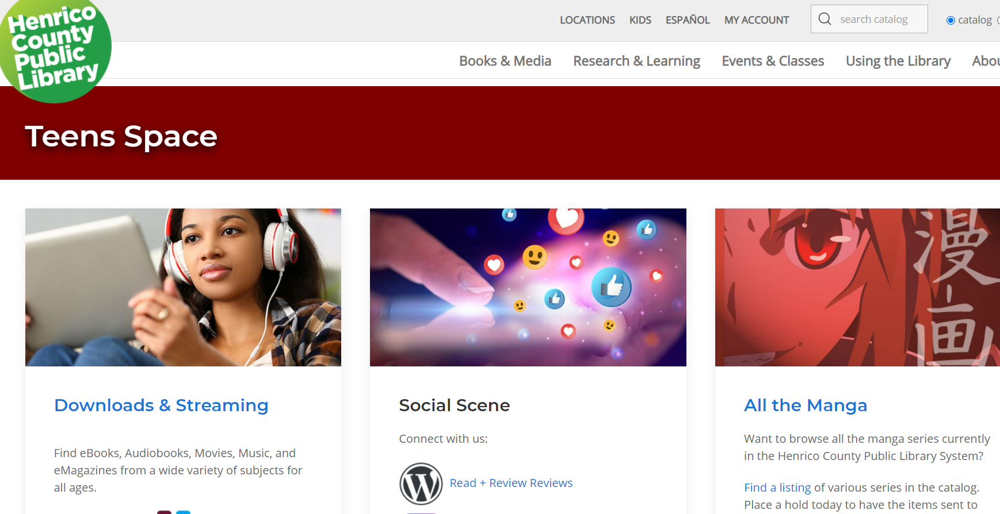 Henrico
County
Public
Library
LOCATIONS KIDS ESPAÑOL MY ACCOUNT search catalog catalog
Books & Media Research & Learning Events & Classes Using the Library
Teens Space
漫画
Downloads & Streaming
Find eBooks, Audiobooks, Movies, Music, and
eMagazines from a wide variety of subjects for
all ages.
Social Scene
Connect with us:
Read + Review Reviews
All the Manga
Want to browse all the manga series currently
in the Henrico County Public Library System?
Find a listing of various series in the catalog.
Place a hold today to have the items sent to